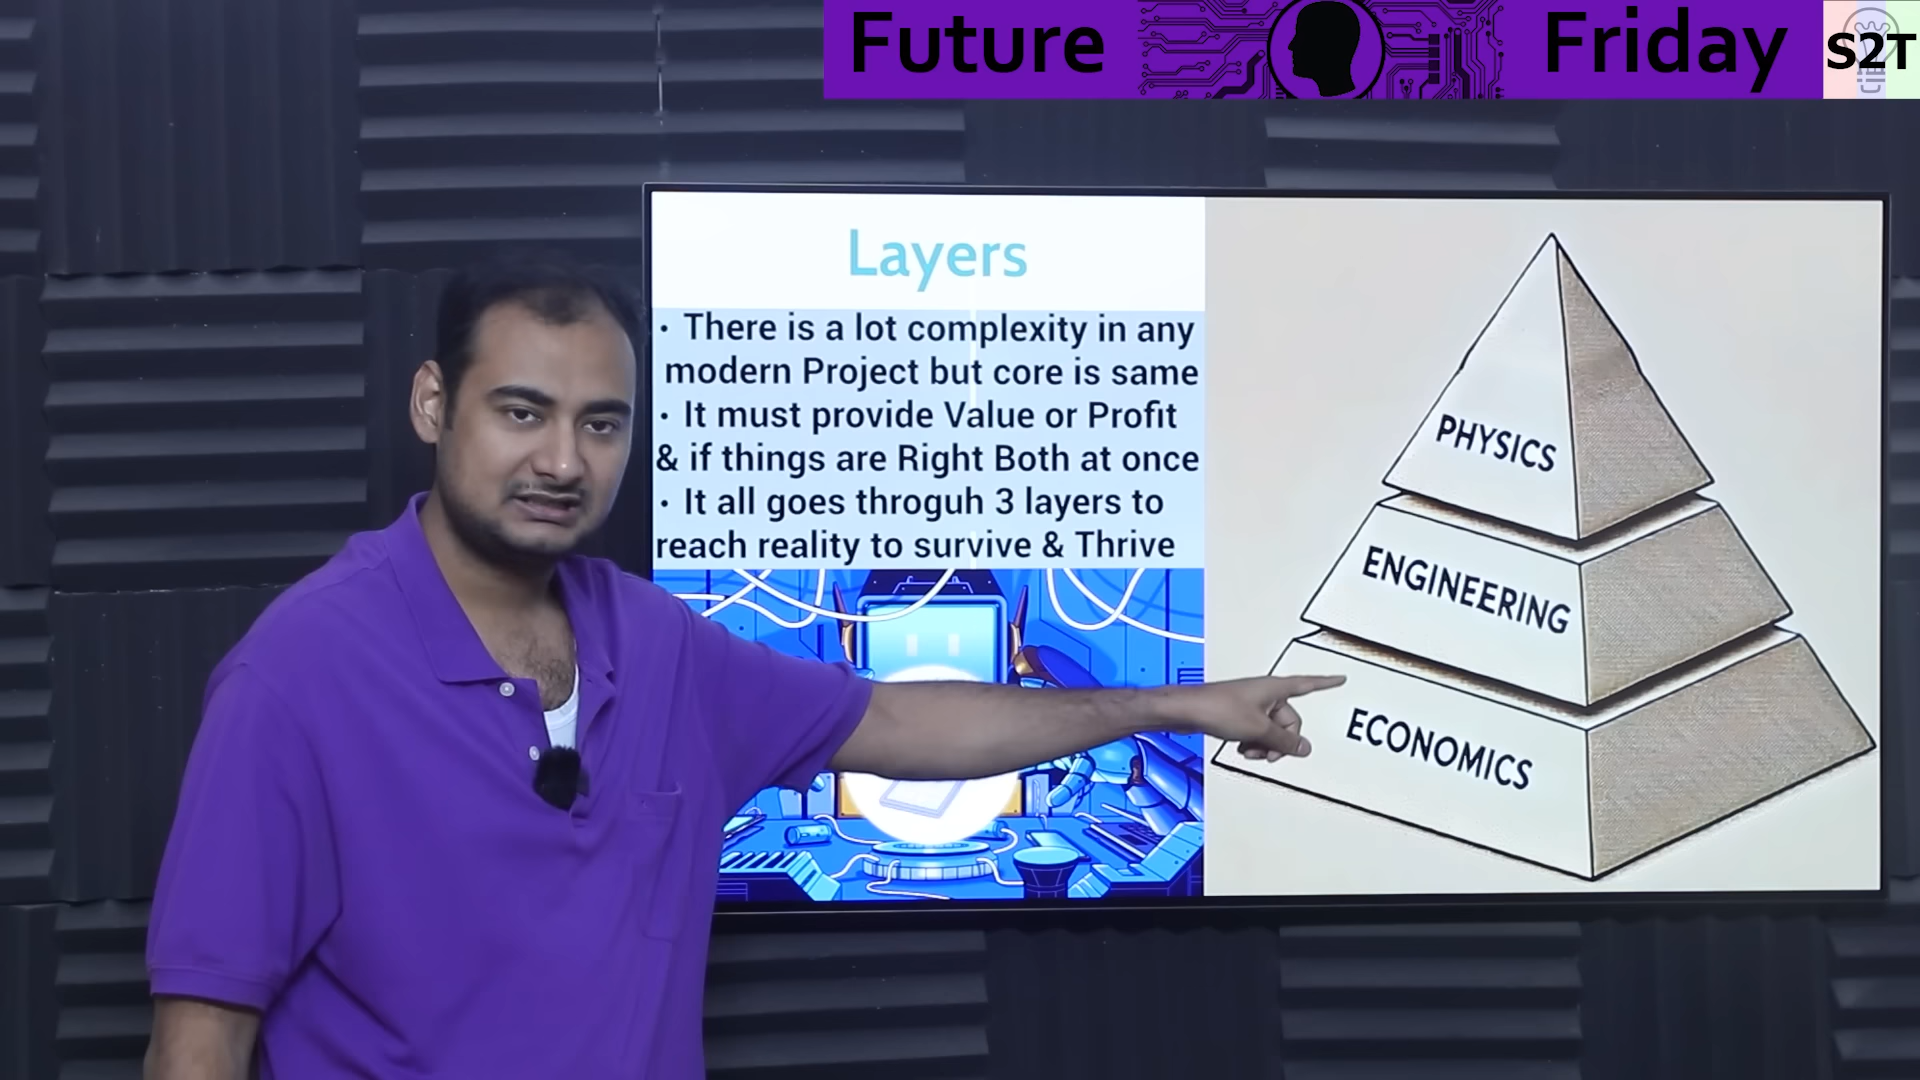 Future Friday
S2T
Layers
• There is a lot complexity in any
modern Project but core is same
• It must provide Value or Profit
& if things are Right Both at once
• It all goes throguh 3 layers to
reach reality to survive & Thrive
PHYSICS
ENGINEERING
ECONOMICS